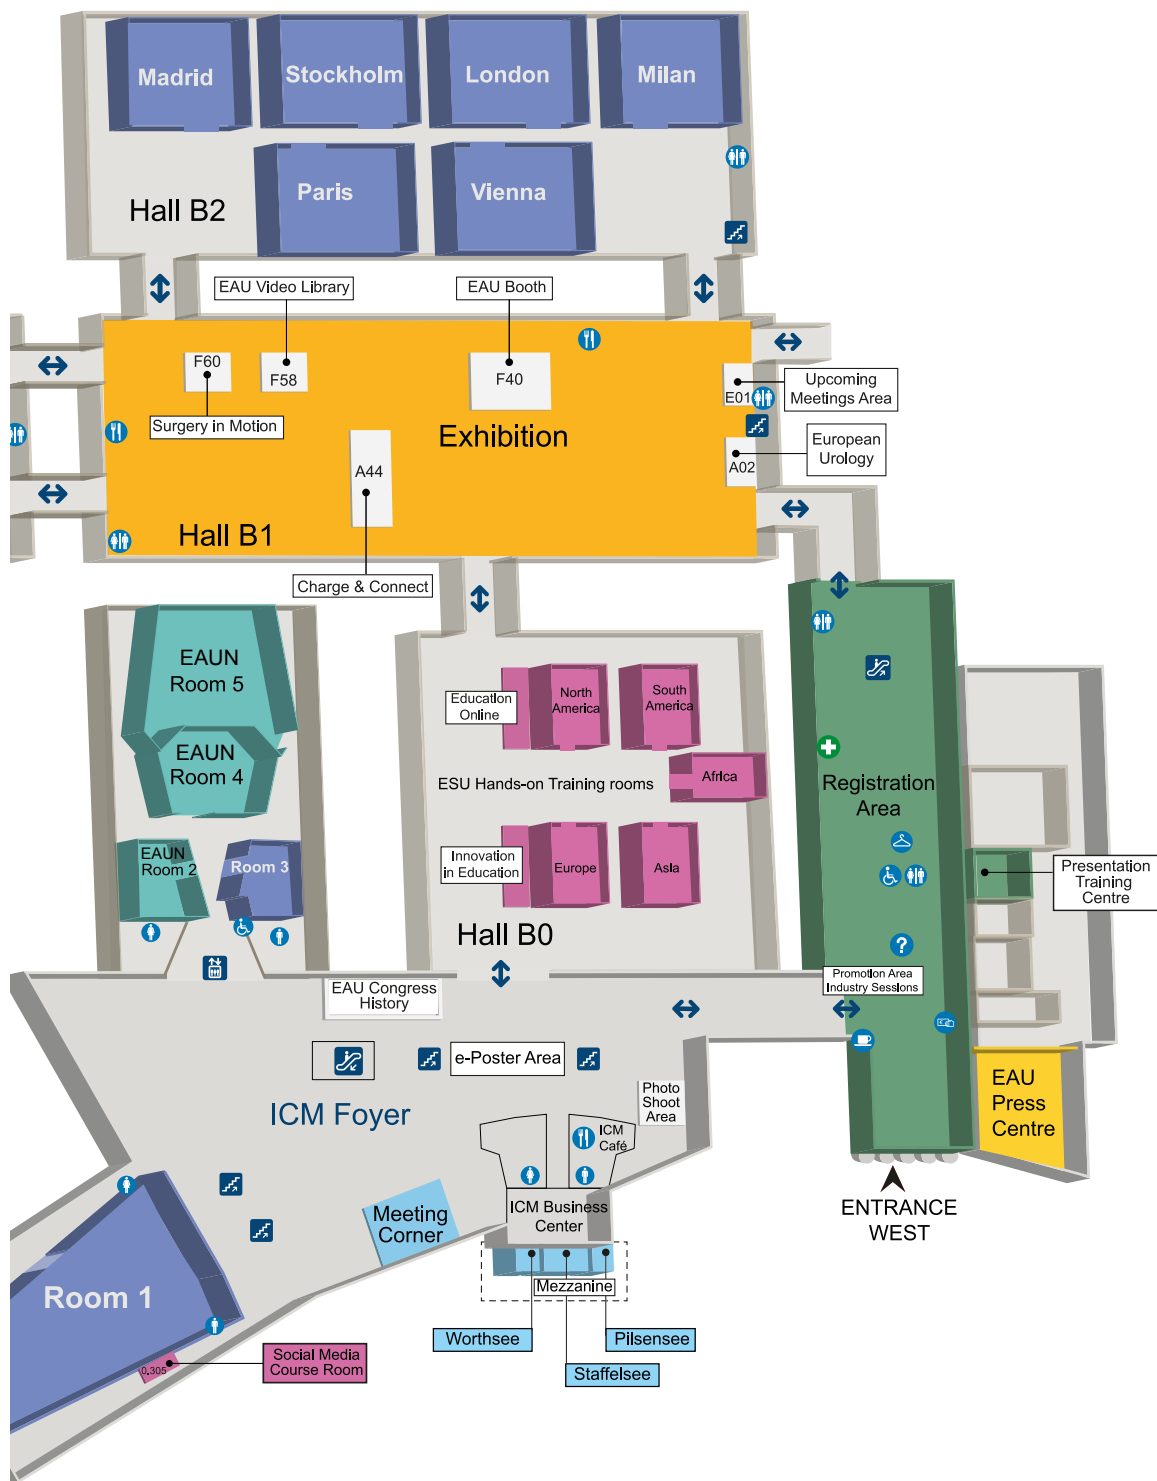 Madrid
Stockholm
London
Milan
Paris
Vienna
Hall B2
EAU Video Library
EAU Booth
F60
F58
F40
E01
Upcoming
Meetings Area
Surgery in Motion
Exhibition
European
Urology
A44
A02
Hall B1
Charge & Connect
EAUN
Room 5
EAUN
Room 4
EAUN
Room 2
Room 3
Education
Online
North
America
South
America
Africa
ESU Hands-on Training rooms
Innovation
in Education
Europe
Asia
Hall B0
Registration
Area
Presentation
Training
Centre
?
Promotion Area
Industry Sessions
EAU Congress
History
e-Poster Area
ICM Foyer
Photo
Shoot
Area
ICM
Café
EAU
Press
Centre
ICM Business
Center
Meeting
Corner
ENTRANCE
WEST
Mezzanine
Room 1
Worthsee
Pilsensee
Staffelsee
0.305
Social Media
Course Room